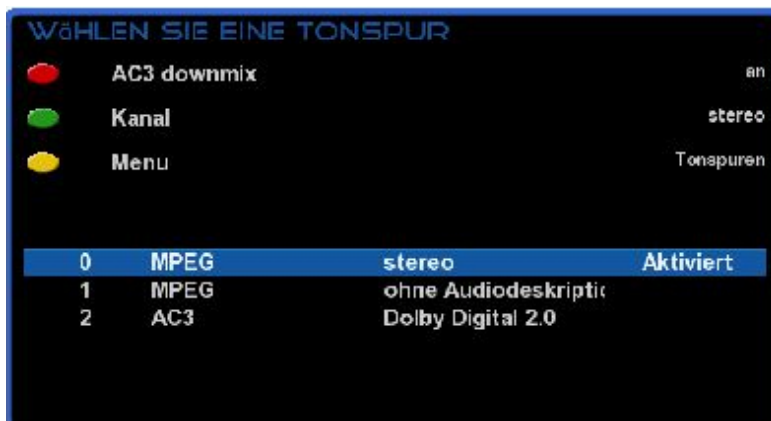 WäHLEN SIE EINE TONSPUR
AC3 downmix an
Kanal stereo
Menu Tonspuren
0 MPEG stereo Aktiviert
1 MPEG ohne Audiodeskriptic
2 AC3 Dolby Digital 2.0